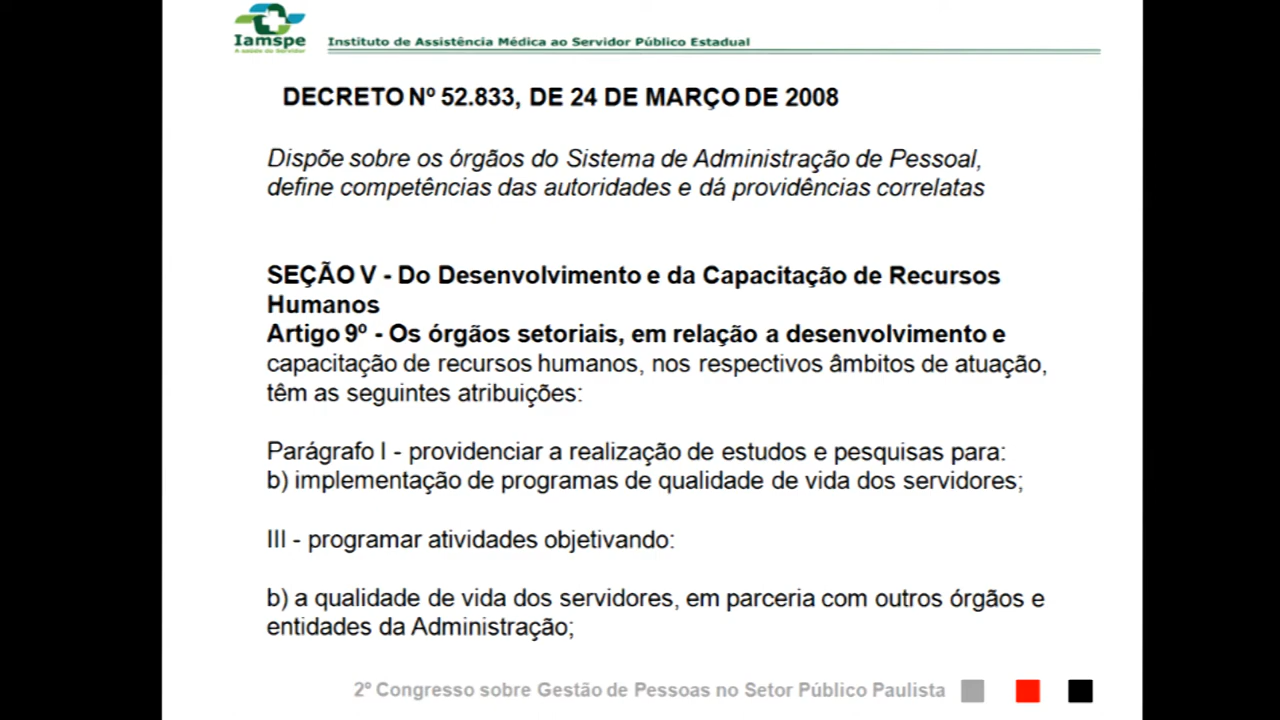 Iamspe
A saúde do Servidor
Instituto de Assistência Médica ao Servidor Público Estadual
DECRETO Nº 52.833, DE 24 DE MARÇO DE 2008
Dispõe sobre os órgãos do Sistema de Administração de Pessoal,
define competências das autoridades e dá providências correlatas
SEÇÃO V - Do Desenvolvimento e da Capacitação de Recursos
Humanos
Artigo 9º - Os órgãos setoriais, em relação a desenvolvimento e
capacitação de recursos humanos, nos respectivos âmbitos de atuação,
têm as seguintes atribuições:
Parágrafo I - providenciar a realização de estudos e pesquisas para:
b) implementação de programas de qualidade de vida dos servidores;
III - programar atividades objetivando:
b) a qualidade de vida dos servidores, em parceria com outros órgãos e
entidades da Administração;
2º Congresso sobre Gestão de Pessoas no Setor Público Paulista